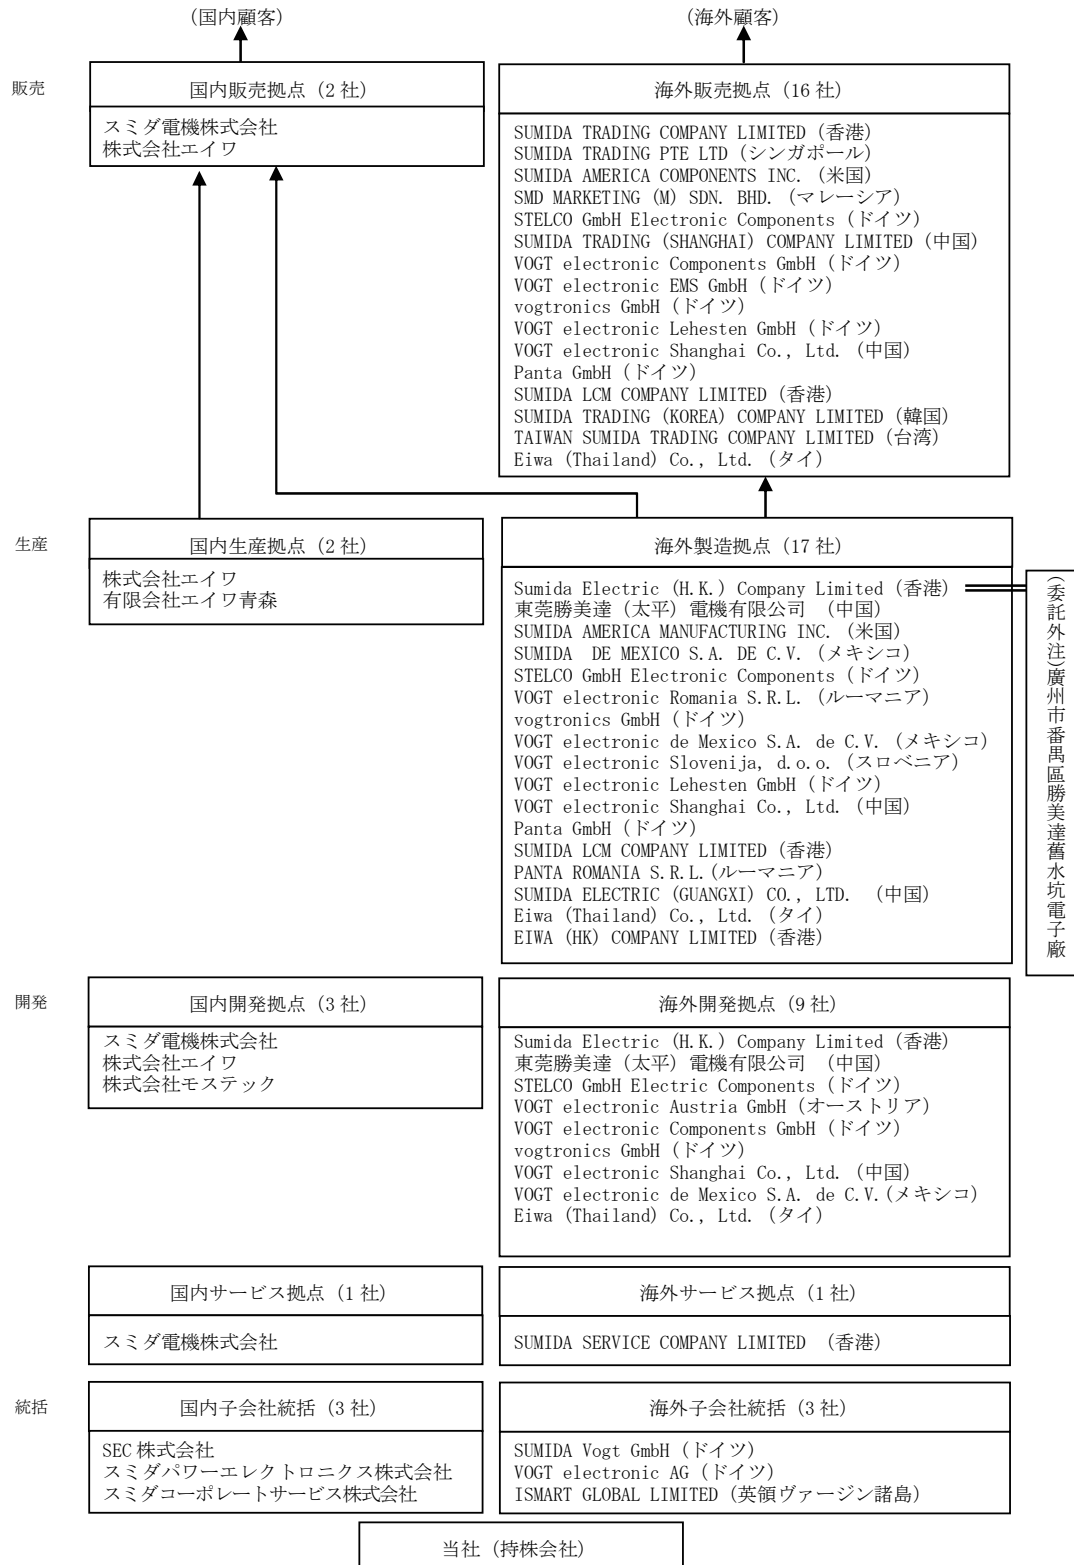 (国内顧客)
(海外顧客)
販売
国内販売拠点 (2 社)
スミダ電機株式会社
株式会社エイワ
海外販売拠点 (16 社)
SUMIDA TRADING COMPANY LIMITED (香港)
SUMIDA TRADING PTE LTD (シンガポール)
SUMIDA AMERICA COMPONENTS INC. (米国)
SMD MARKETING (M) SDN. BHD. (マレーシア)
STELCO GmbH Electronic Components (ドイツ)
SUMIDA TRADING (SHANGHAI) COMPANY LIMITED (中国)
VOGT electronic Components GmbH (ドイツ)
VOGT electronic EMS GmbH (ドイツ)
vogtronics GmbH (ドイツ)
VOGT electronic Lehesten GmbH (ドイツ)
VOGT electronic Shanghai Co., Ltd. (中国)
Panta GmbH (ドイツ)
SUMIDA LCM COMPANY LIMITED (香港)
SUMIDA TRADING (KOREA) COMPANY LIMITED (韓国)
TAIWAN SUMIDA TRADING COMPANY LIMITED (台湾)
Eiwa (Thailand) Co., Ltd. (タイ)
生産
国内生産拠点 (2 社)
株式会社エイワ
有限会社エイワ青森
海外製造拠点 (17 社)
Sumida Electric (H.K.) Company Limited (香港)
東莞勝美達 (太平) 電機有限公司 (中国)
SUMIDA AMERICA MANUFACTURING INC. (米国)
SUMIDA DE MEXICO S.A. DE C.V. (メキシコ)
STELCO GmbH Electronic Components (ドイツ)
VOGT electronic Romania S.R.L. (ルーマニア)
vogtronics GmbH (ドイツ)
VOGT electronic de Mexico S.A. de C.V. (メキシコ)
VOGT electronic Slovenija, d.o.o. (スロベニア)
VOGT electronic Lehesten GmbH (ドイツ)
VOGT electronic Shanghai Co., Ltd. (中国)
Panta GmbH (ドイツ)
SUMIDA LCM COMPANY LIMITED (香港)
PANTA ROMANIA S.R.L.(ルーマニア)
SUMIDA ELECTRIC (GUANGXI) CO., LTD. (中国)
Eiwa (Thailand) Co., Ltd. (タイ)
EIWA (HK) COMPANY LIMITED (香港)
(委託外注)廣州市番禺區勝美達舊水坑電子廠
開発
国内開発拠点 (3 社)
スミダ電機株式会社
株式会社エイワ
株式会社モステック
海外開発拠点 (9 社)
Sumida Electric (H.K.) Company Limited (香港)
東莞勝美達 (太平) 電機有限公司 (中国)
STELCO GmbH Electric Components (ドイツ)
VOGT electronic Austria GmbH (オーストリア)
VOGT electronic Components GmbH (ドイツ)
vogtronics GmbH (ドイツ)
VOGT electronic Shanghai Co., Ltd. (中国)
VOGT electronic de Mexico S.A. de C.V.(メキシコ)
Eiwa (Thailand) Co., Ltd. (タイ)
国内サービス拠点 (1 社)
スミダ電機株式会社
海外サービス拠点 (1 社)
SUMIDA SERVICE COMPANY LIMITED (香港)
統括
国内子会社統括 (3 社)
SEC 株式会社
スミダパワーエレクトロニクス株式会社
スミダコーポレートサービス株式会社
海外子会社統括 (3 社)
SUMIDA Vogt GmbH (ドイツ)
VOGT electronic AG (ドイツ)
ISMART GLOBAL LIMITED (英領ヴァージン諸島)
当社 (持株会社)